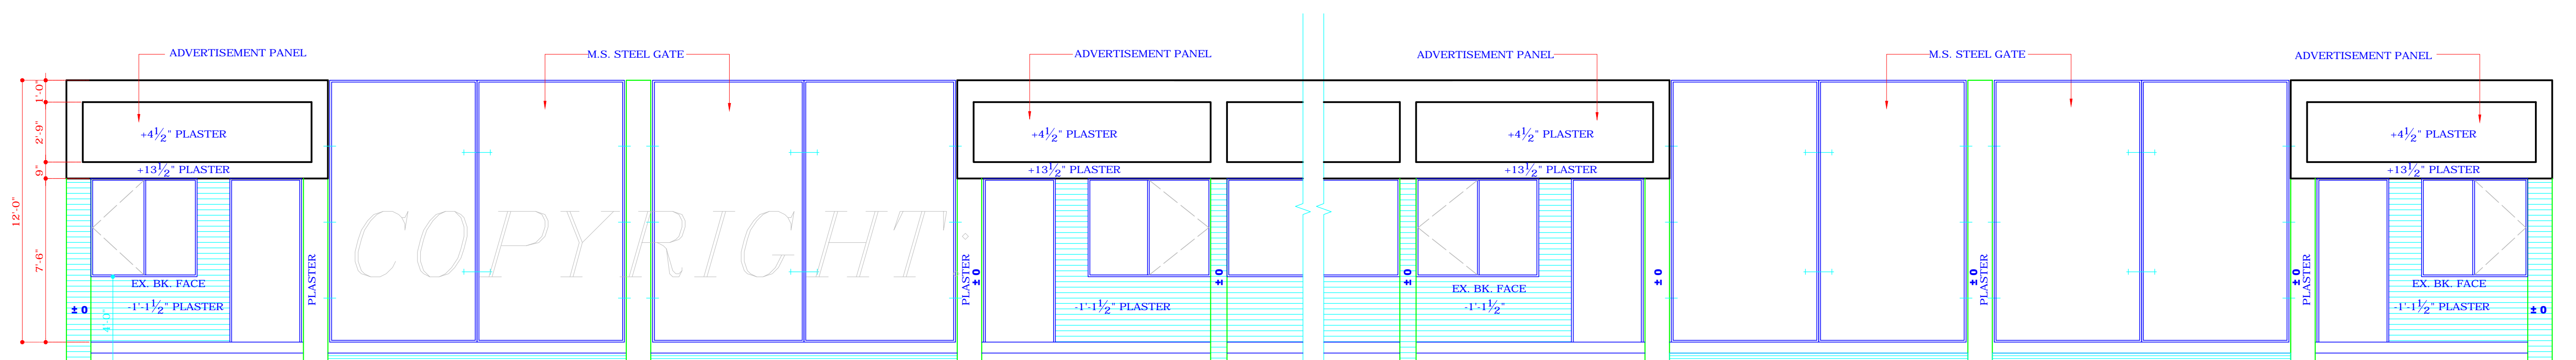 ADVERTISEMENT PANEL
M.S. STEEL GATE
ADVERTISEMENT PANEL
ADVERTISEMENT PANEL
M.S. STEEL GATE
ADVERTISEMENT PANEL
1'-0"
2'-9"
9"
12'-0"
7'-6"
+4½" PLASTER
+4½" PLASTER
+4½" PLASTER
+4½" PLASTER
+13½" PLASTER
+13½" PLASTER
+13½" PLASTER
+13½" PLASTER
COPYRIGHT.
PLASTER
PLASTER
±0
±0
±0
±0
±0
PLASTER
±0
PLASTER
EX. BK. FACE
-1'-1½" PLASTER
±0
4'-0"
-1'-1½" PLASTER
EX. BK. FACE
-1'-1½"
EX. BK. FACE
-1'-1½" PLASTER
±0